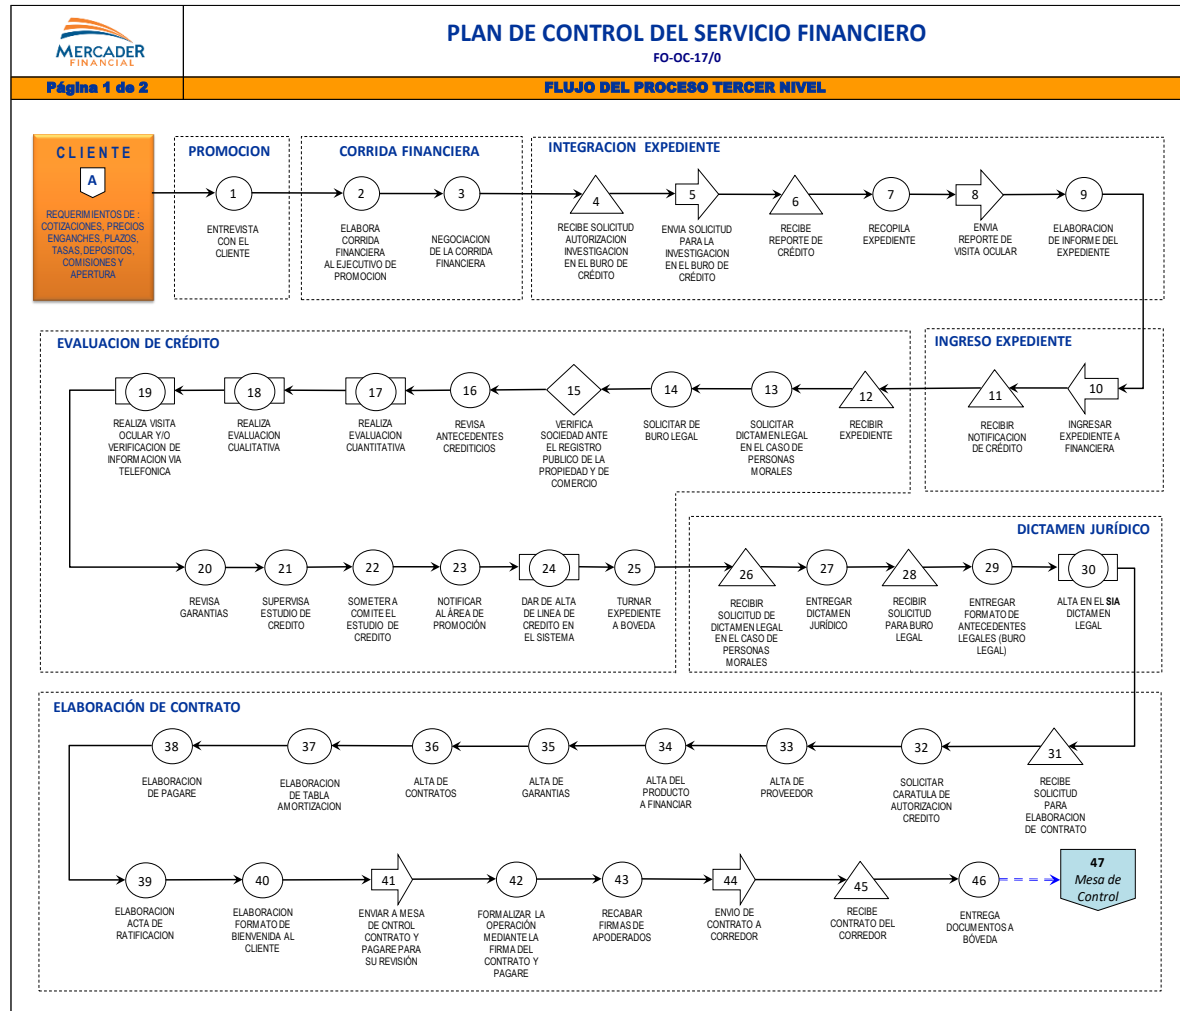 MERCADER
FINANCIAL
PLAN DE CONTROL DEL SERVICIO FINANCIERO
FO-OC-17/0
Página 1 de 2
FLUJO DEL PROCESO TERCER NIVEL
CLIENTE
A
REQUERIMIENTOS DE :
COTIZACIONES, PRECIOS
ENGANCHES, PLAZOS,
TASAS, DEPOSITOS,
COMISIONES Y
APERTURA
PROMOCION
1
ENTREVISTA
CON EL
CLIENTE
CORRIDA FINANCIERA
2
ELABORA
CORRIDA
FINANCIERA
AL EJECUTIVO DE
PROMOCION
3
NEGOCIACION
DE LA CORRIDA
FINANCIERA
INTEGRACION EXPEDIENTE
4
RECIBE SOLICITUD
AUTORIZACION
INVESTIGACION
EN EL BURO DE
CRÉDITO
5
ENVIA SOLICITUD
PARA LA
INVESTIGACION
EN EL BURO DE
CRÉDITO
6
RECIBE
REPORTE DE
CRÉDITO
7
RECOPILA
EXPEDIENTE
8
ENVIA
REPORTE DE
VISITA OCULAR
9
ELABORACION
DE INFORME DEL
EXPEDIENTE
INGRESO EXPEDIENTE
10
INGRESAR
EXPEDIENTE A
FINANCIERA
11
RECIBIR
NOTIFICACION
DE CRÉDITO
EVALUACION DE CRÉDITO
12
RECIBIR
EXPEDIENTE
13
SOLICITAR
DICTAMEN LEGAL
EN EL CASO DE
PERSONAS
MORALES
14
SOLICITAR DE
BURO LEGAL
15
VERIFICA
SOCIEDAD ANTE
EL REGISTRO
PUBLICO DE LA
PROPIEDAD Y DE
COMERCIO
16
REVISA
ANTECEDENTES
CREDITICIOS
17
REALIZA
EVALUACION
CUANTITATIVA
18
REALIZA
EVALUACION
CUALITATIVA
19
REALIZA VISITA
OCULAR Y/O
VERIFICACION DE
INFORMACION VIA
TELEFONICA
20
REVISA
GARANTIAS
21
SUPERVISA
ESTUDIO DE
CREDITO
22
SOMETER A
COMITE EL
ESTUDIO DE
CREDITO
23
NOTIFICAR
AL ÁREA DE
PROMOCIÓN
24
DAR DE ALTA
DE LINEA DE
CREDITO EN
EL SISTEMA
25
TURNAR
EXPEDIENTE
A BOVEDA
DICTAMEN JURÍDICO
26
RECIBIR
SOLICITUD DE
DICTAMEN LEGAL
EN EL CASO DE
PERSONAS
MORALES
27
ENTREGAR
DICTAMEN
JURÍDICO
28
RECIBIR
SOLICITUD
PARA BURO
LEGAL
29
ENTREGAR
FORMATO DE
ANTECEDENTES
LEGALES (BURO
LEGAL)
30
ALTA EN EL SIA
DICTAMEN
LEGAL
ELABORACIÓN DE CONTRATO
31
RECIBE
SOLICITUD
PARA
ELABORACION
DE CONTRATO
32
SOLICITAR
CARATULA DE
AUTORIZACION
CREDITO
33
ALTA DE
PROVEEDOR
34
ALTA DEL
PRODUCTO
A FINANCIAR
35
ALTA DE
GARANTIAS
36
ALTA DE
CONTRATOS
37
ELABORACION
DE TABLA
AMORTIZACION
38
ELABORACION
DE PAGARE
39
ELABORACION
ACTA DE
RATIFICACION
40
ELABORACION
FORMATO DE
BIENVENIDA AL
CLIENTE
41
ENVIAR A MESA
DE CNTROL
CONTRATO Y
PAGARE PARA
SU REVISIÓN
42
FORMALIZAR LA
OPERACIÓN
MEDIANTE LA
FIRMA DEL
CONTRATO Y
PAGARE
43
RECABAR
FIRMAS DE
APODERADOS
44
ENVIO DE
CONTRATO A
CORREDOR
45
RECIBE
CONTRATO DEL
CORREDOR
46
ENTREGA
DOCUMENTOS A
BÓVEDA
47
Mesa de
Control